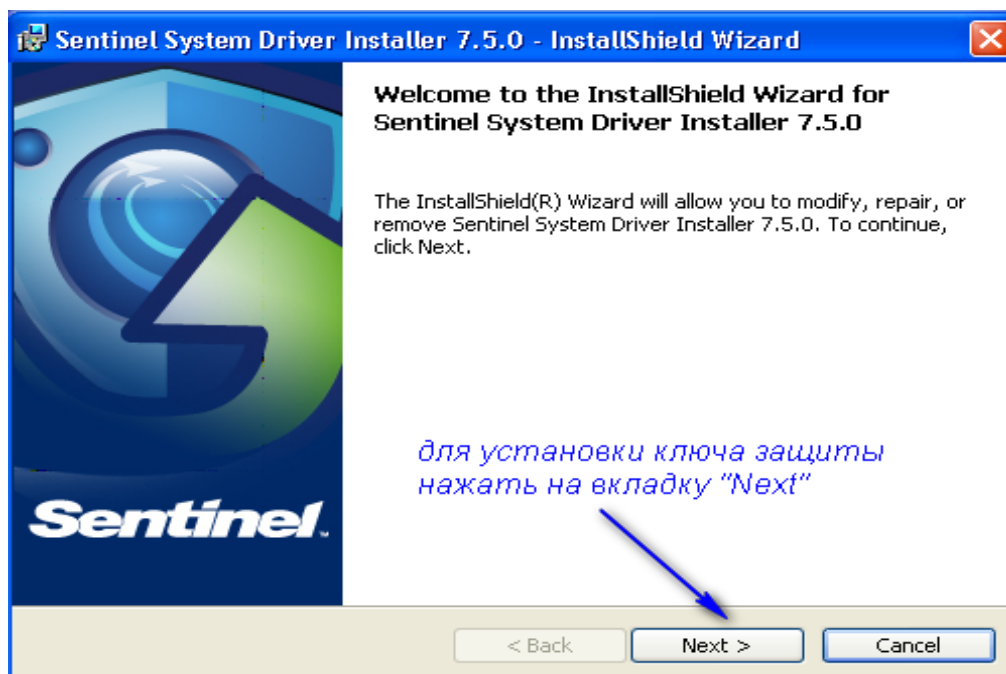 Sentinel System Driver Installer 7.5.0 - InstallShield Wizard
Welcome to the InstallShield Wizard for
Sentinel System Driver Installer 7.5.0
The InstallShield(R) Wizard will allow you to modify, repair, or
remove Sentinel System Driver Installer 7.5.0. To continue,
click Next.
для установки ключа защиты
нажать на вкладку "Next"
Sentinel.
< Back
Next >
Cancel